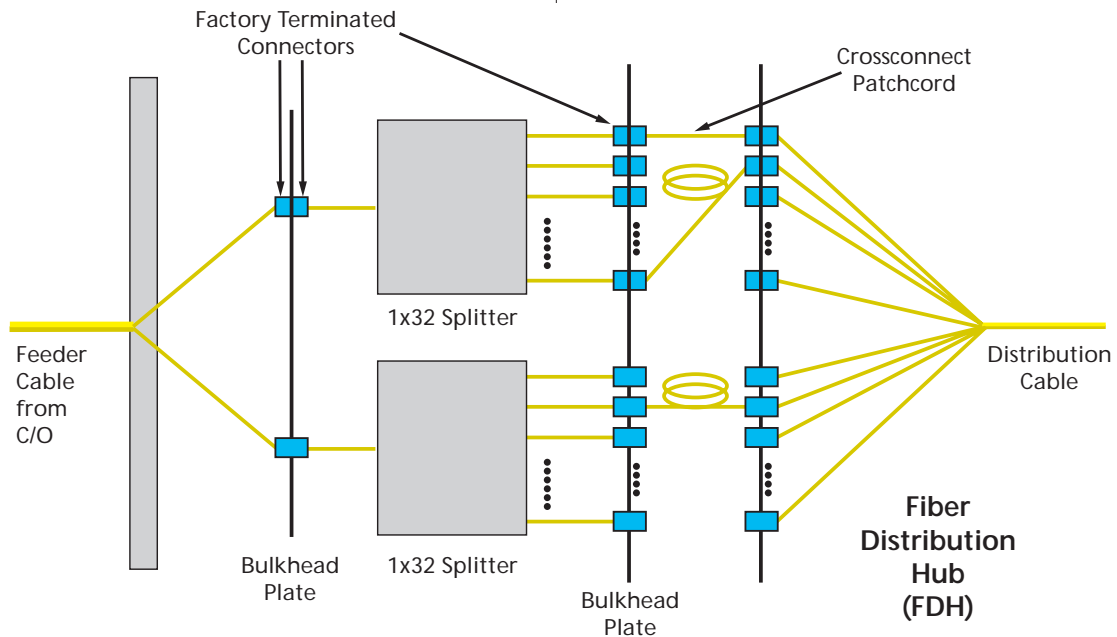 Factory Terminated
Connectors
Crossconnect
Patchcord
1x32 Splitter
Feeder
Cable
from
C/O
Distribution
Cable
Bulkhead
Plate
1x32 Splitter
Bulkhead
Plate
Fiber
Distribution
Hub
(FDH)